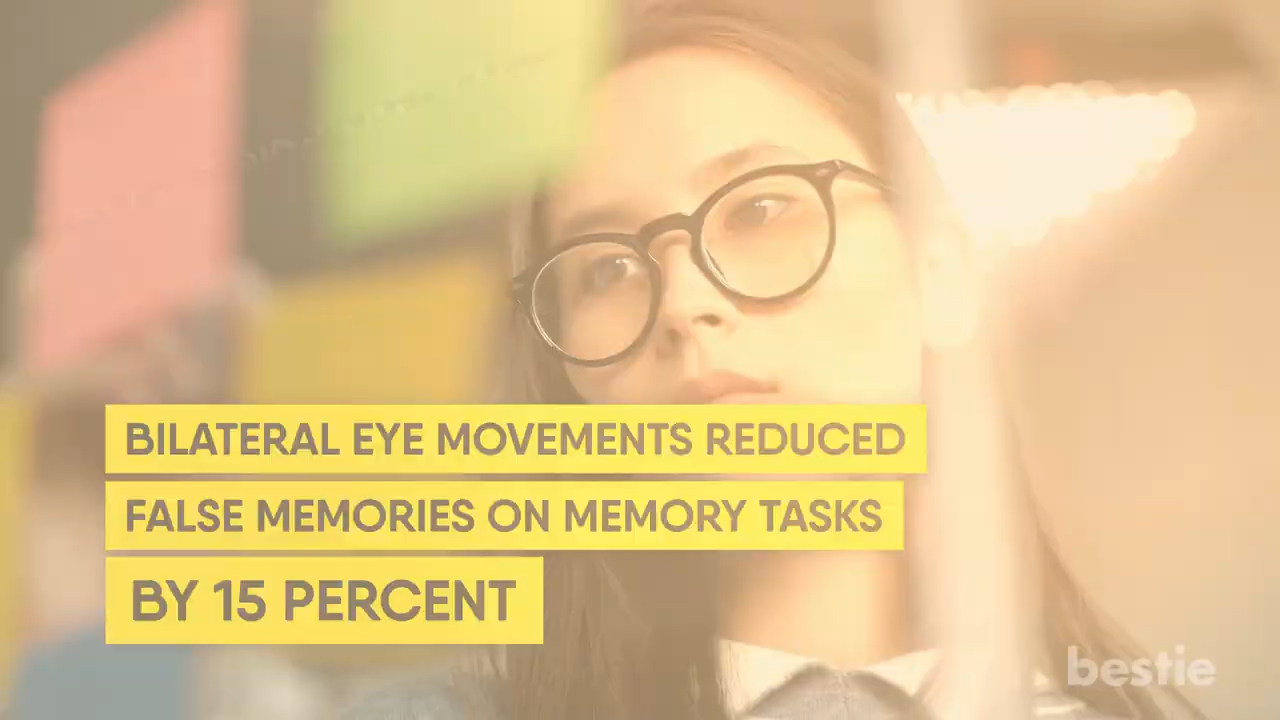 BILATERAL EYE MOVEMENTS REDUCED
FALSE MEMORIES ON MEMORY TASKS
BY 15 PERCENT
bestie